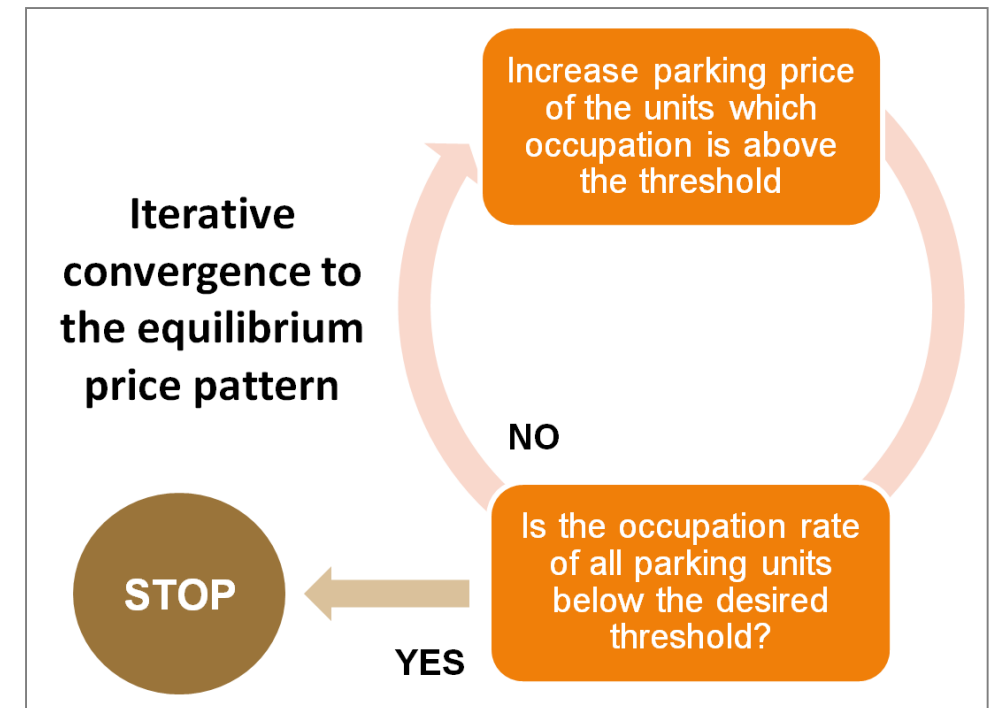 Increase parking price
of the units which
occupation is above
the threshold
Iterative
convergence to
the equilibrium
price pattern
NO
Is the occupation rate
of all parking units
below the desired
threshold?
STOP
YES